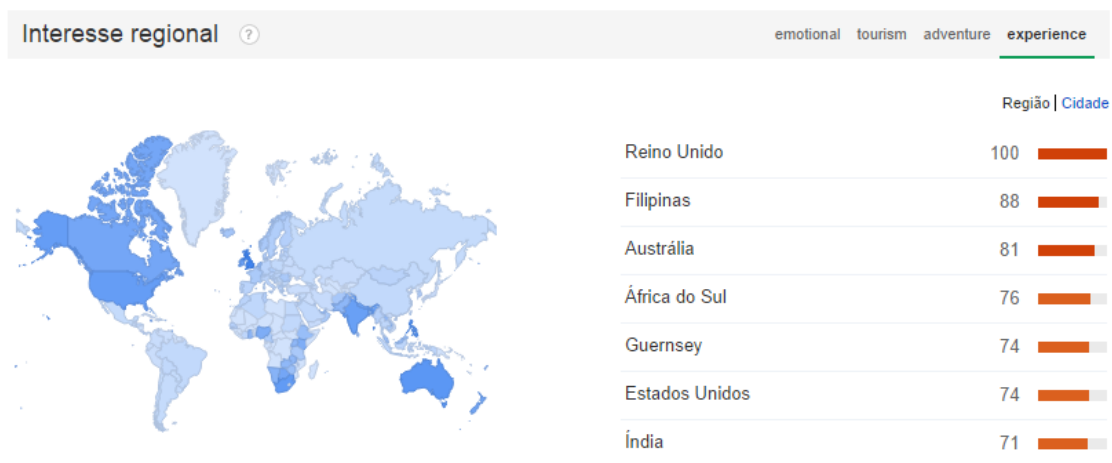 Interesse regional ?
emotional tourism adventure experience
Região | Cidade
Reino Unido 100
Filipinas 88
Austrália 81
África do Sul 76
Guernsey 74
Estados Unidos 74
Índia 71